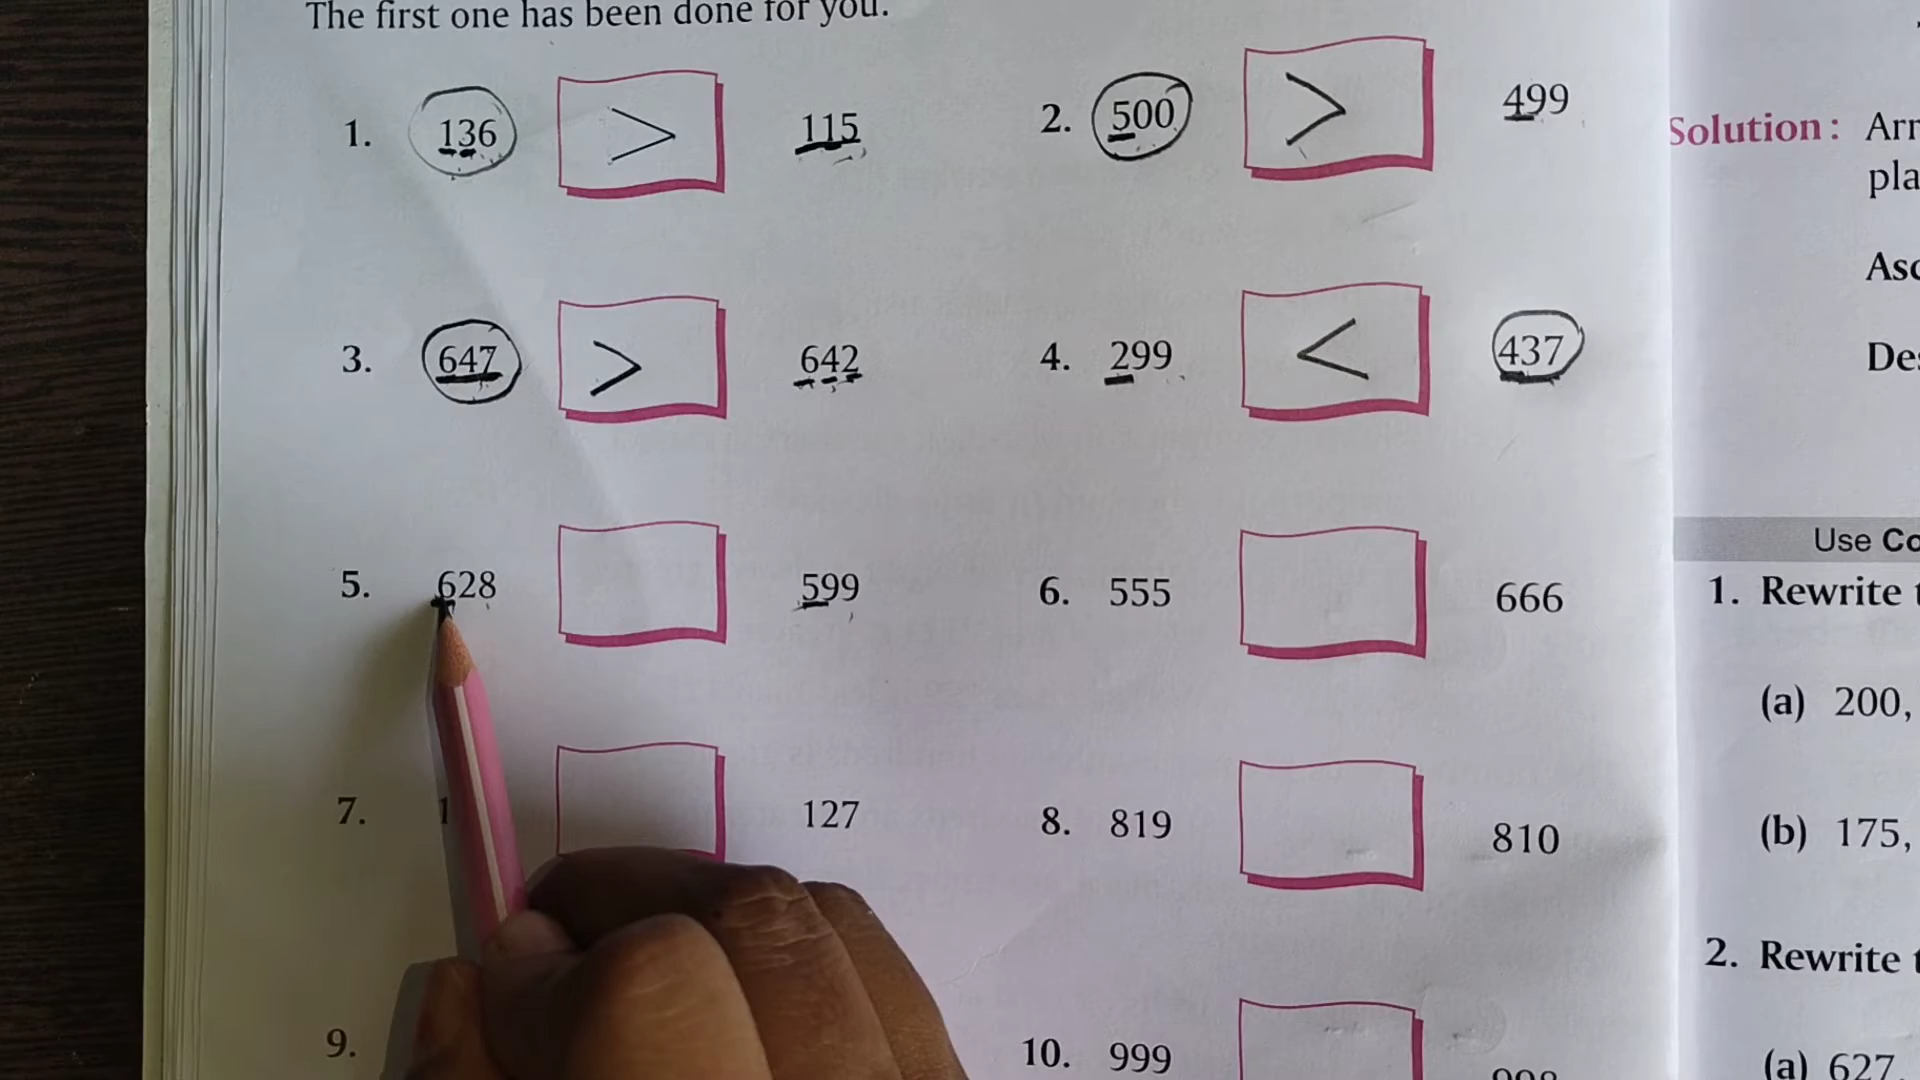 The first one has been done for you.
1. 136 > 115
2. 500 > 499
3. 647 > 642
4. 299 < 437
5. 628 599
6. 555 666
7. 1 127
8. 819 810
9.
10. 999
Solution : Arr
pla
Asc
Des
Use Co
1. Rewrite t
(a) 200,
(b) 175,
2. Rewrite t
(a) 627,